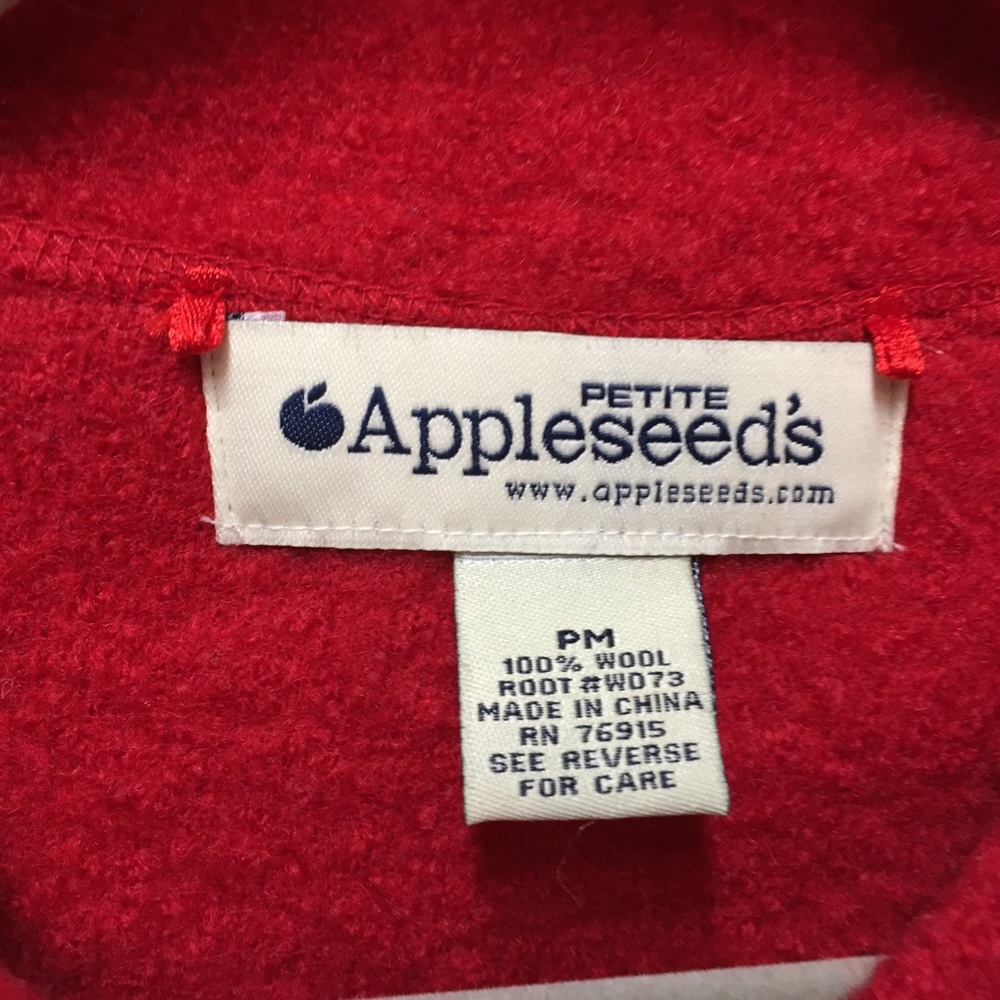 PETITE
Appleseed's
www.appleseeds.com
PM
100% WOOL
ROOT #W073
MADE IN CHINA
RN 76915
SEE REVERSE
FOR CARE